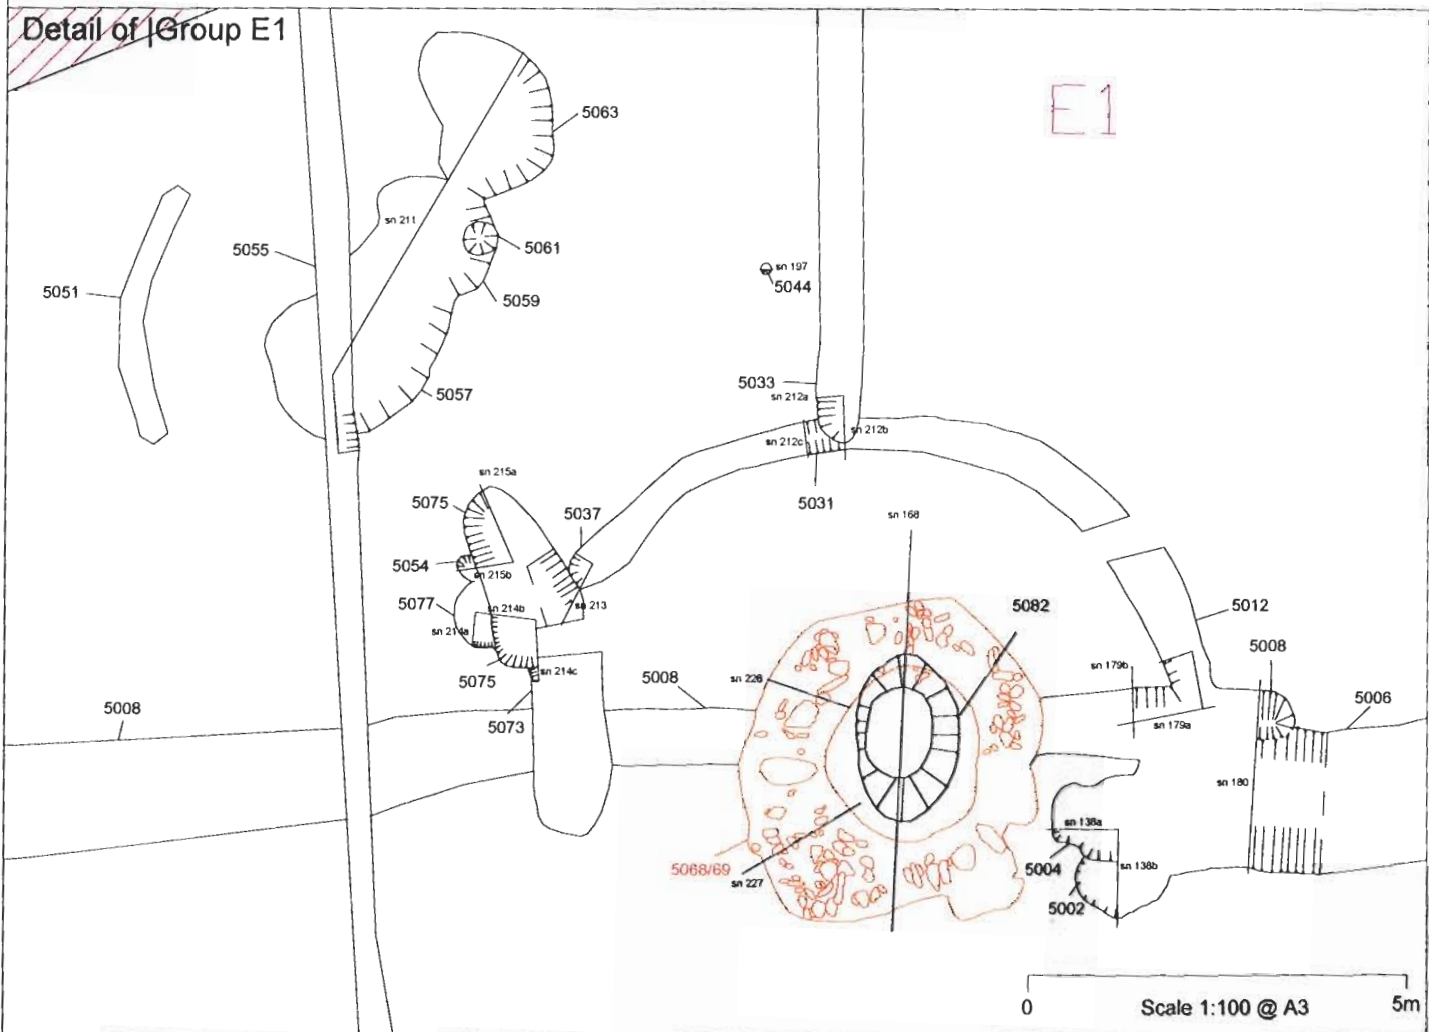 Detail of |Group E1
E1
5063
sn 211
5061
5055
5059
5051
sn 197
5044
5057
5033
sn 212a
sn 212b
sn 212c
5031
sn 215a
5075
5037
sn 168
5054
sn 215b
5077
sn 214b
sn 213
sn 214a
5082
5012
5008
sn 179b
5075
sn 214c
5008
sn 226
5006
5008
5073
sn 179a
sn 180
sn 138a
5068/69
sn 227
5004
sn 138b
5002
0
Scale 1:100 @ A3
5m